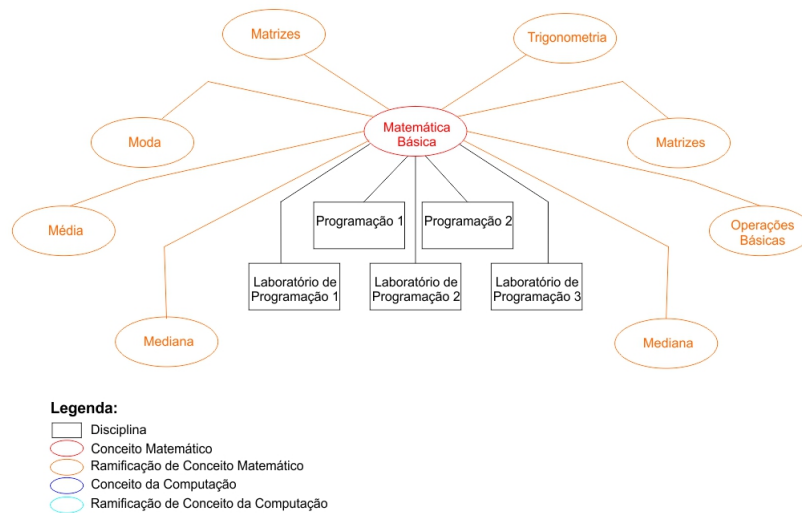 Matrizes
Trigonometria
Matemática
Básica
Moda
Matrizes
Programação 1
Programação 2
Média
Operações
Básicas
Laboratório de
Programação 1
Laboratório de
Programação 2
Laboratório de
Programação 3
Mediana
Mediana
Legenda:
Disciplina
Conceito Matemático
Ramificação de Conceito Matemático
Conceito da Computação
Ramificação de Conceito da Computação